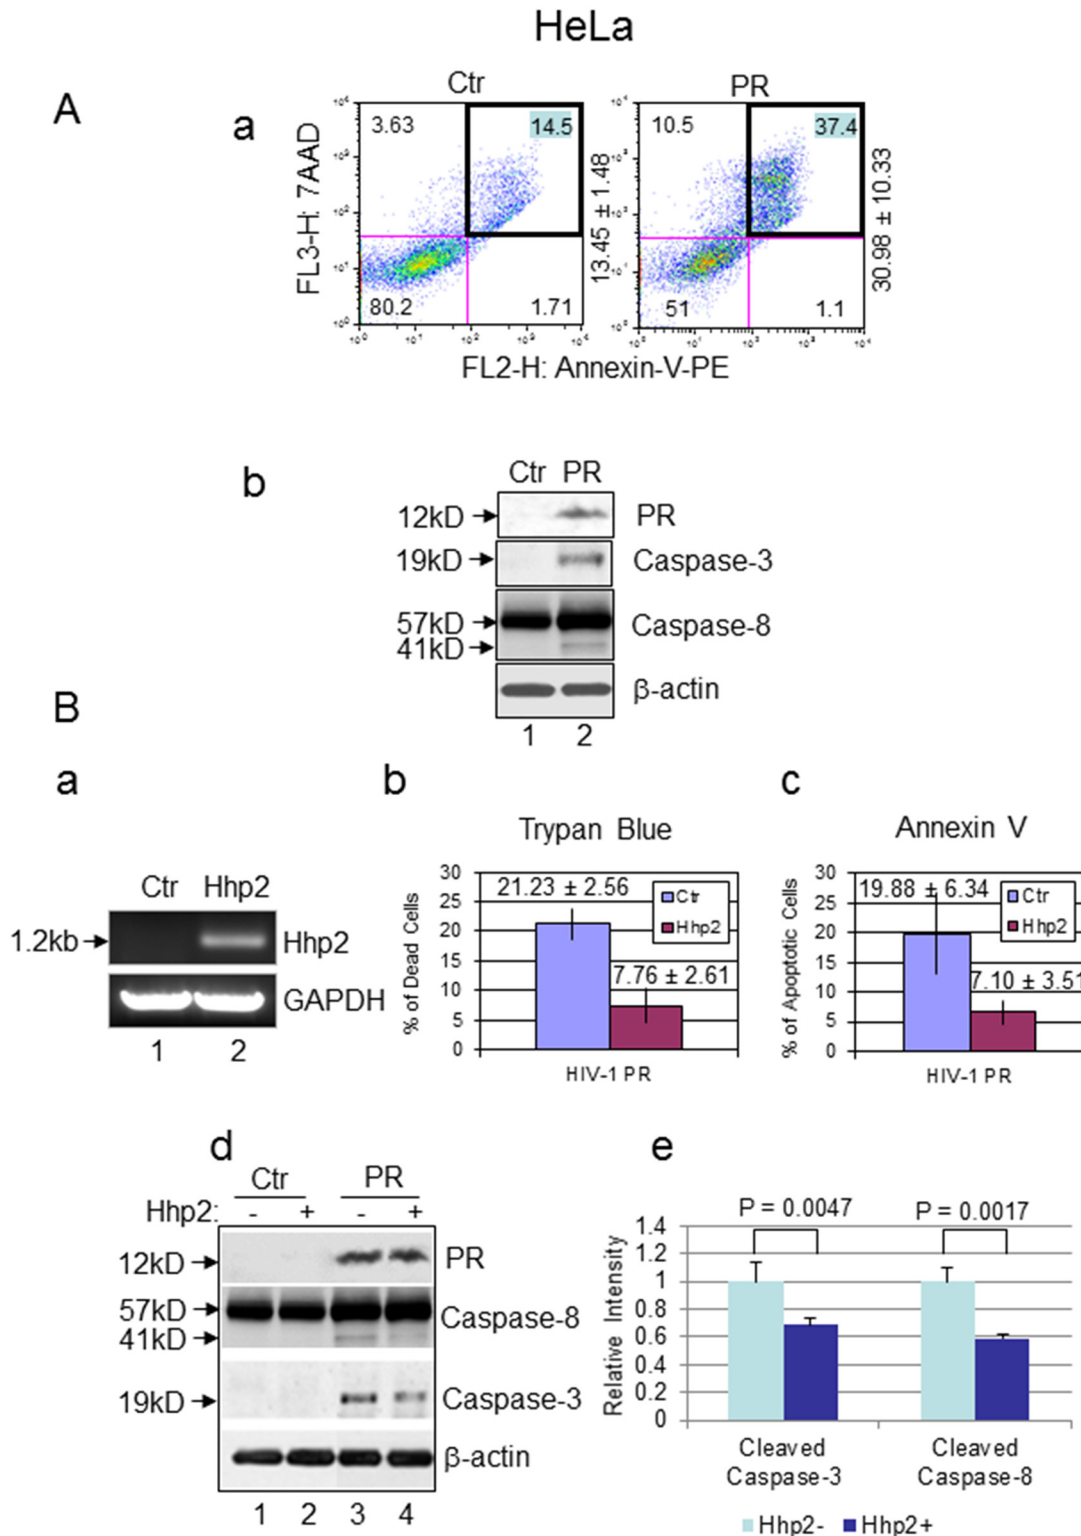 HeLa
A
a
Ctr
PR
3.63
14.5
10.5
37.4
80.2
1.71
51
1.1
FL3-H: 7AAD
13.45 ± 1.48
30.98 ± 10.33
FL2-H: Annexin-V-PE
b
Ctr PR
12kD PR
19kD Caspase-3
57kD Caspase-8
41kD
β-actin
1 2
B
a
Ctr Hhp2
1.2kb Hhp2
GAPDH
1 2
b
Trypan Blue
% of Dead Cells
30
25
20
15
10
5
0
21.23 ± 2.56
7.76 ± 2.61
Ctr
Hhp2
HIV-1 PR
c
Annexin V
% of Apoptotic Cells
30
25
20
15
10
5
0
19.88 ± 6.34
7.10 ± 3.51
Ctr
Hhp2
HIV-1 PR
d
Ctr PR
Hhp2: - + - +
12kD PR
57kD Caspase-8
41kD
19kD Caspase-3
β-actin
1 2 3 4
e
P = 0.0047 P = 0.0017
Relative Intensity
1.4
1.2
1
0.8
0.6
0.4
0.2
0
Cleaved Caspase-3
Cleaved Caspase-8
Hhp2- Hhp2+